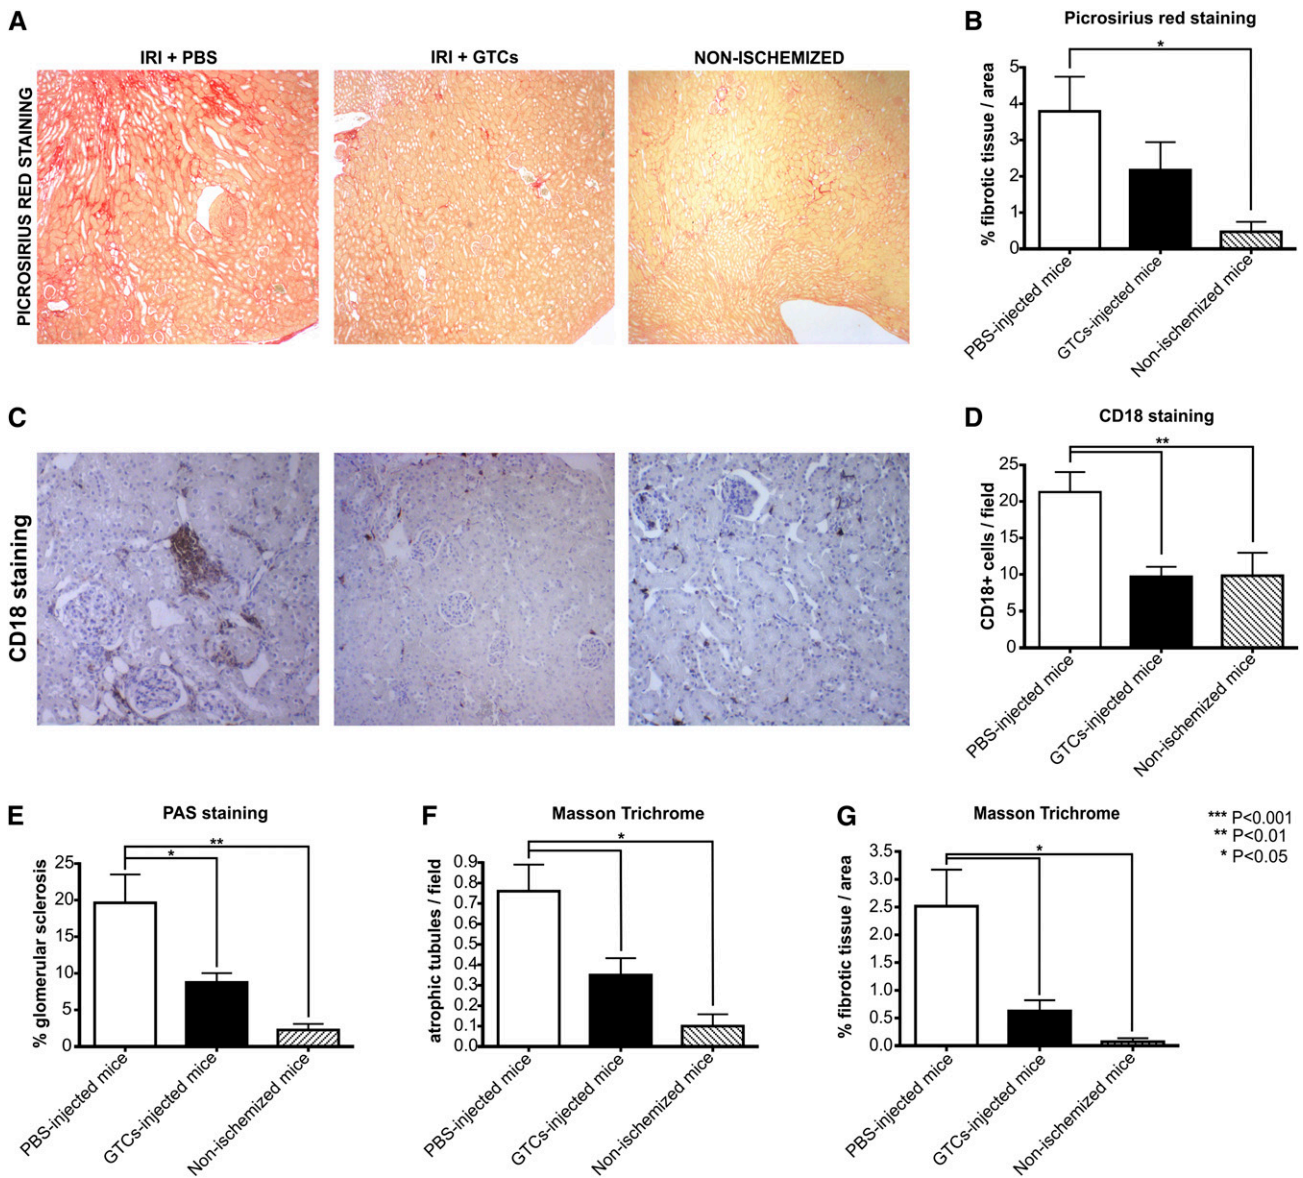 A
IRI + PBS
IRI + GTCs
NON-ISCHEMIZED
PICROSIRIUS RED STAINING
B
Picrosirius red staining
*
% fibrotic tissue / area
5
4
3
2
1
0
PBS-injected mice
GTCs-injected mice
Non-ischemized mice
C
CD18 staining
D
CD18 staining
**
CD18+ cells / field
25
20
15
10
5
0
PBS-injected mice
GTCs-injected mice
Non-ischemized mice
E
PAS staining
**
*
% glomerular sclerosis
25
20
15
10
5
0
PBS-injected mice
GTCs-injected mice
Non-ischemized mice
F
Masson Trichrome
*
atrophic tubules / field
0.9
0.8
0.7
0.6
0.5
0.4
0.3
0.2
0.1
0.0
PBS-injected mice
GTCs-injected mice
Non-ischemized mice
G
Masson Trichrome
*
% fibrotic tissue / area
3.5
3.0
2.5
2.0
1.5
1.0
0.5
0.0
PBS-injected mice
GTCs-injected mice
Non-ischemized mice
*** P<0.001
** P<0.01
* P<0.05